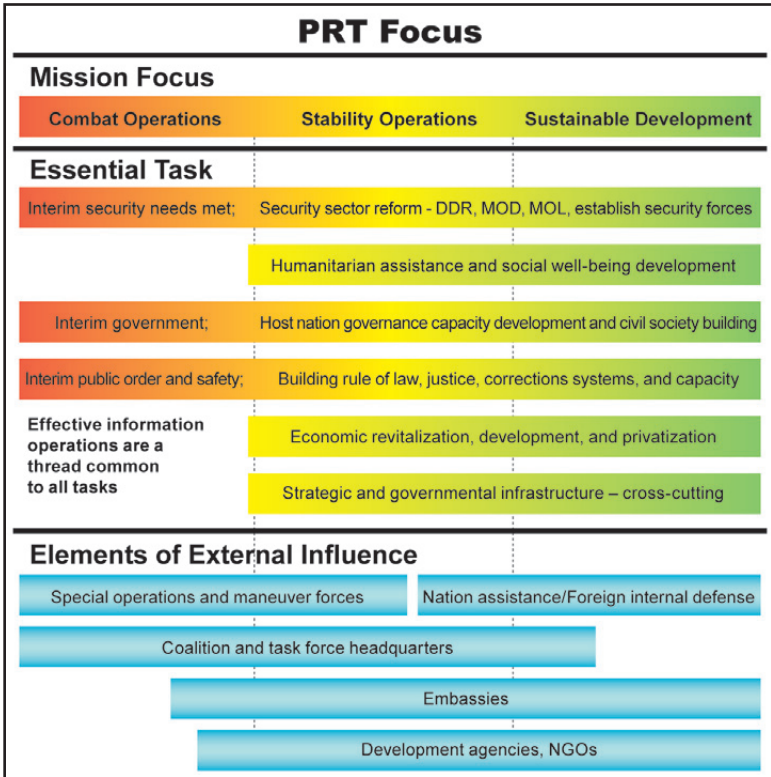 PRT Focus
Mission Focus
Combat Operations
Stability Operations
Sustainable Development
Essential Task
Interim security needs met;
Security sector reform - DDR, MOD, MOL, establish security forces
Humanitarian assistance and social well-being development
Interim government;
Host nation governance capacity development and civil society building
Interim public order and safety;
Building rule of law, justice, corrections systems, and capacity
Effective information
operations are a
thread common
to all tasks
Economic revitalization, development, and privatization
Strategic and governmental infrastructure – cross-cutting
Elements of External Influence
Special operations and maneuver forces
Nation assistance/Foreign internal defense
Coalition and task force headquarters
Embassies
Development agencies, NGOs